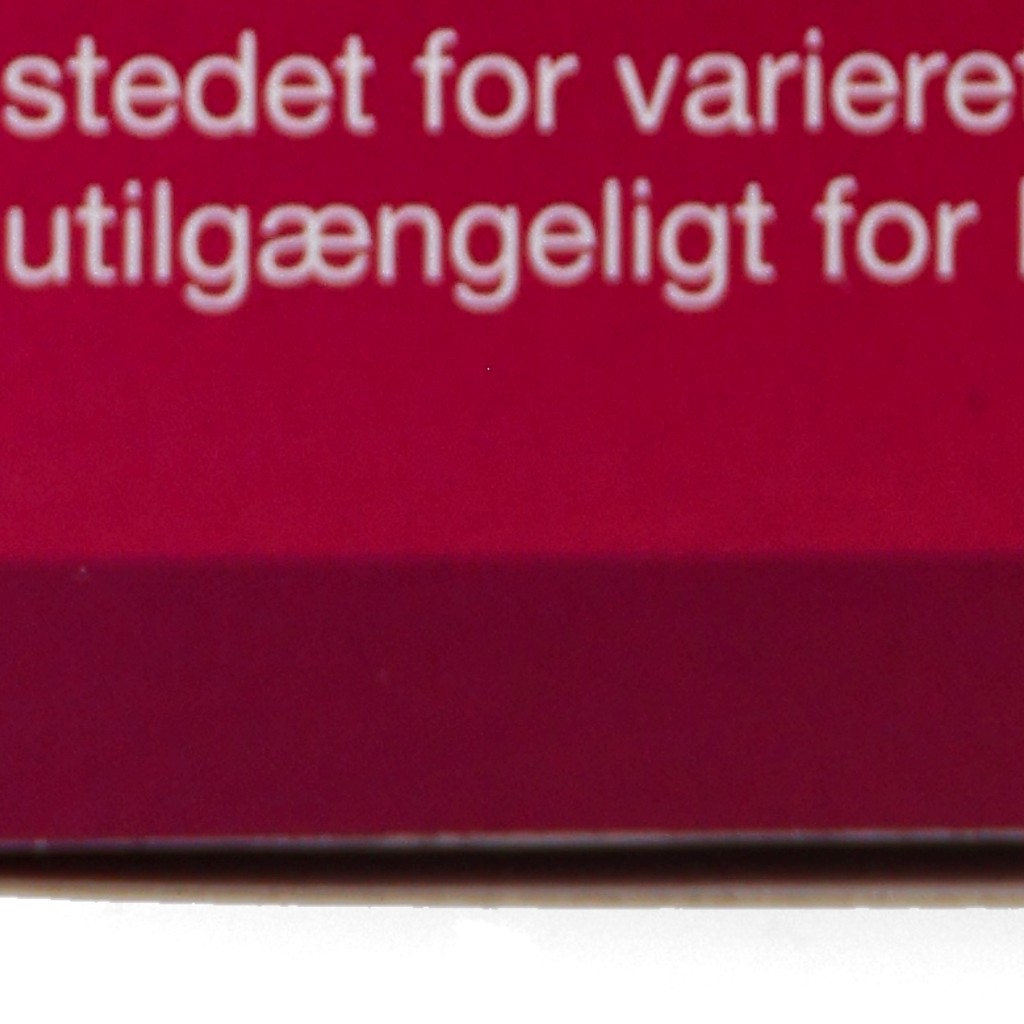 stedet for varieret
utilgængeligt for